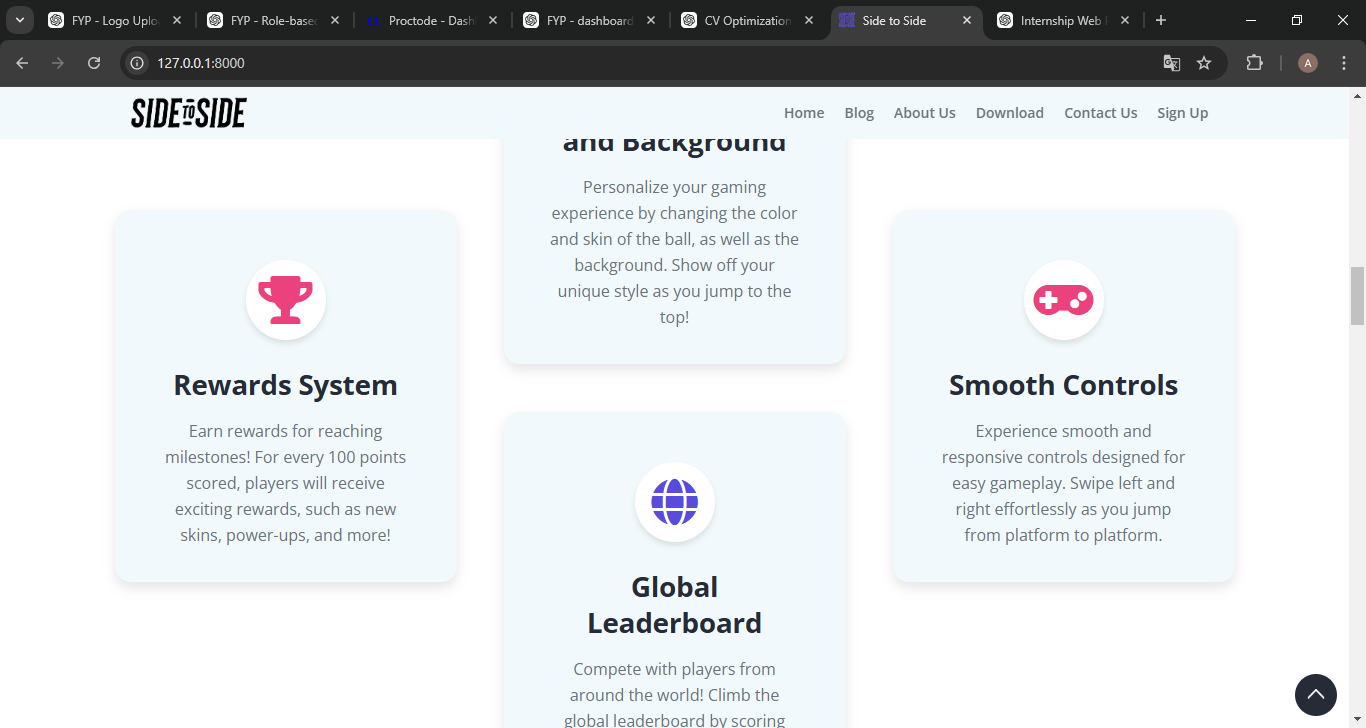 FYP - Logo Uplo
FYP - Role-base
Proctode - Dash
FYP - dashboard
CV Optimization
Side to Side
Internship Web
127.0.0.1:8000
A
SIDE TO SIDE
Home
Blog
About Us
Download
Contact Us
Sign Up
and Background
Personalize your gaming
experience by changing the color
and skin of the ball, as well as the
background. Show off your
unique style as you jump to the
top!
Rewards System
Earn rewards for reaching
milestones! For every 100 points
scored, players will receive
exciting rewards, such as new
skins, power-ups, and more!
Smooth Controls
Experience smooth and
responsive controls designed for
easy gameplay. Swipe left and
right effortlessly as you jump
from platform to platform.
Global
Leaderboard
Compete with players from
around the world! Climb the
global leaderboard by scoring